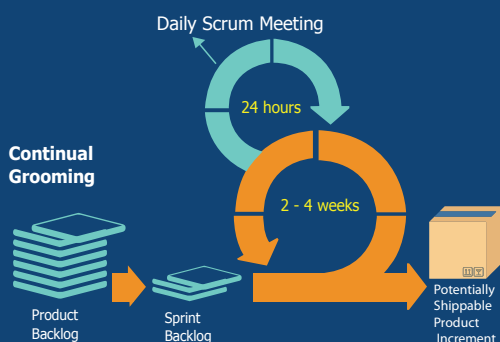 Daily Scrum Meeting
24 hours
Continual
Grooming
2 - 4 weeks
Product
Backlog
Sprint
Backlog
Potentially
Shippable
Product
Increment